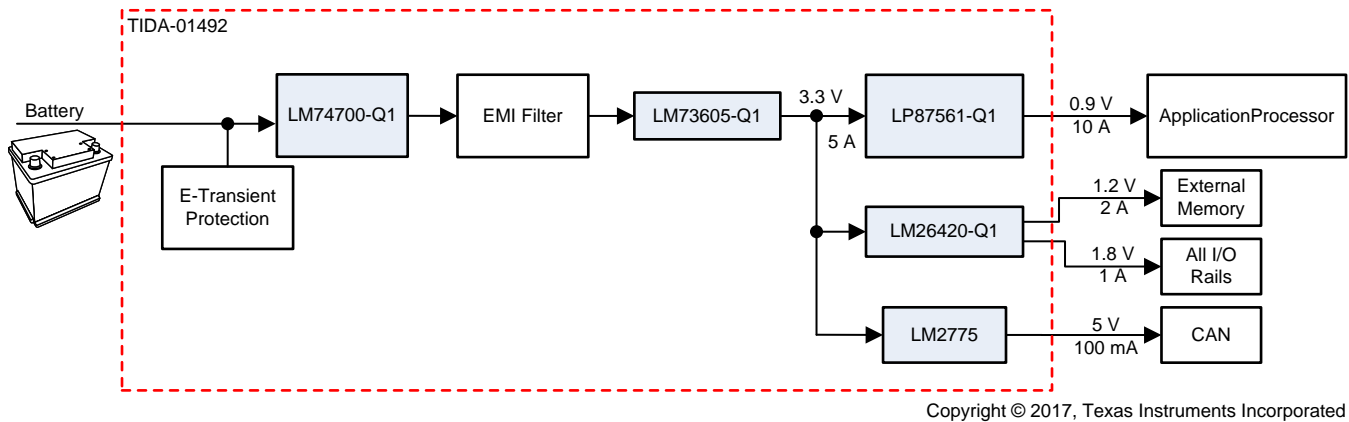 TIDA-01492
Battery
E-Transient
Protection
LM74700-Q1
EMI Filter
LM73605-Q1
3.3 V
5 A
LP87561-Q1
0.9 V
10 A
ApplicationProcessor
LM26420-Q1
1.2 V
2 A
External
Memory
1.8 V
1 A
All I/O
Rails
LM2775
5 V
100 mA
CAN
Copyright © 2017, Texas Instruments Incorporated